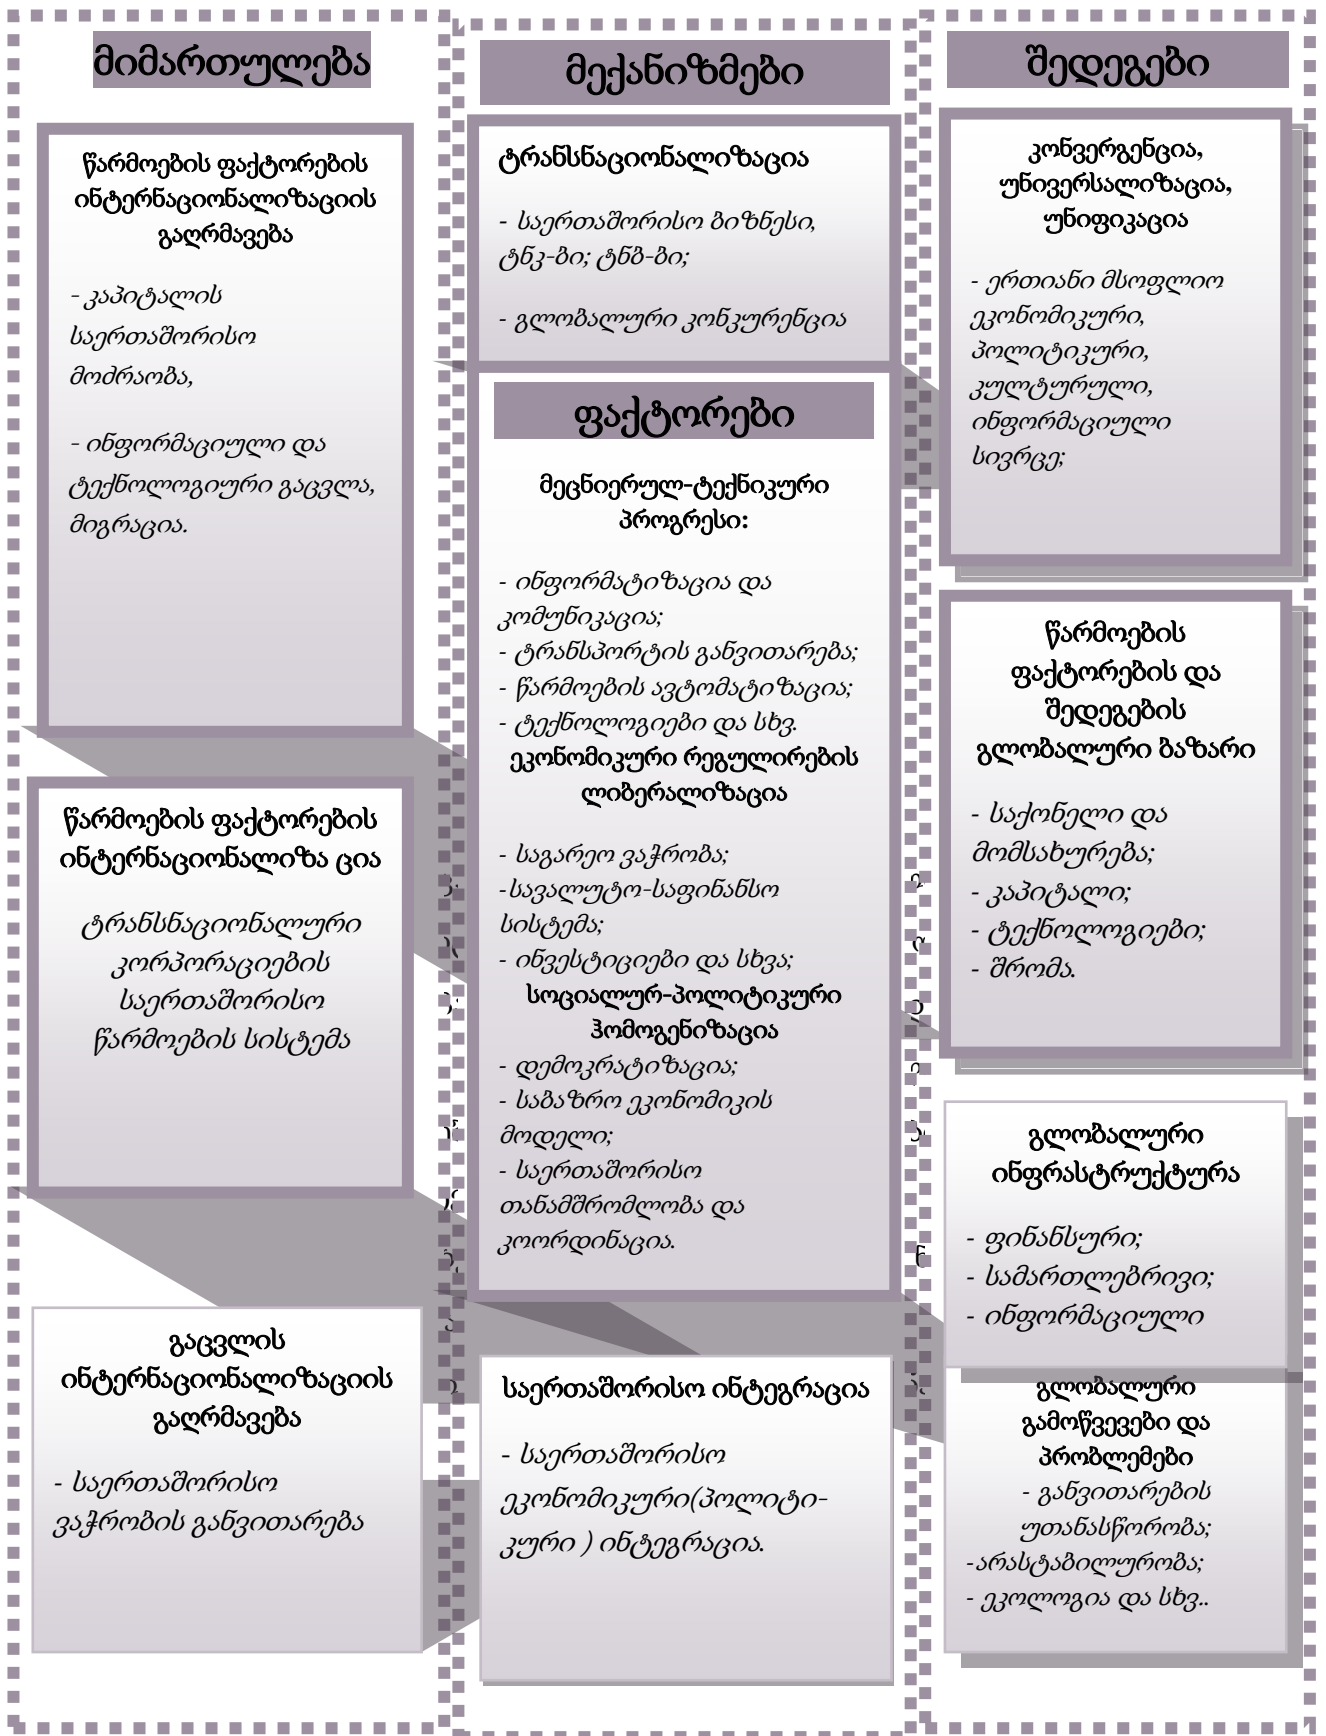 მიმართულება
წარმოების ფაქტორების
ინტერნაციონალიზაციის
გაღრმავება
- კაპიტალის
საერთაშორისო
მოძრაობა,
- ინფორმაციული და
ტექნოლოგიური გაცვლა,
მიგრაცია.
წარმოების ფაქტორების
ინტერნაციონალიზა ცია
ტრანსნაციონალური
კორპორაციების
საერთაშორისო
წარმოების სისტემა
გაცვლის
ინტერნაციონალიზაციის
გაღრმავება
- საერთაშორისო
ვაჭრობის განვითარება
მექანიზმები
ტრანსნაციონალიზაცია
- საერთაშორისო ბიზნესი,
ტნკ-ბი; ტნბ-ბი;
- გლობალური კონკურენცია
ფაქტორები
მეცნიერულ-ტექნიკური
პროგრესი:
- ინფორმატიზაცია და
კომუნიკაცია;
- ტრანსპორტის განვითარება;
- წარმოების ავტომატიზაცია;
- ტექნოლოგიები და სხვ.
ეკონომიკური რეგულირების
ლიბერალიზაცია
- საგარეო ვაჭრობა;
-სავალუტო-საფინანსო
სისტემა;
- ინვესტიციები და სხვა;
სოციალურ-პოლიტიკური
ჰომოგენიზაცია
- დემოკრატიზაცია;
- საბაზრო ეკონომიკის
მოდელი;
- საერთაშორისო
თანამშრომლობა და
კოორდინაცია.
საერთაშორისო ინტეგრაცია
- საერთაშორისო
ეკონომიკური(პოლიტი-
კური ) ინტეგრაცია.
შედეგები
კონვერგენცია,
უნივერსალიზაცია,
უნიფიკაცია
- ერთიანი მსოფლიო
ეკონომიკური,
პოლიტიკური,
კულტურული,
ინფორმაციული
სივრცე;
წარმოების
ფაქტორების და
შედეგების
გლობალური ბაზარი
- საქონელი და
მომსახურება;
- კაპიტალი;
- ტექნოლოგიები;
- შრომა.
გლობალური
ინფრასტრუქტურა
- ფინანსური;
- სამართლებრივი;
- ინფორმაციული
გლობალური
გამოწვევები და
პრობლემები
- განვითარების
უთანასწორობა;
-არასტაბილურობა;
- ეკოლოგია და სხვ..